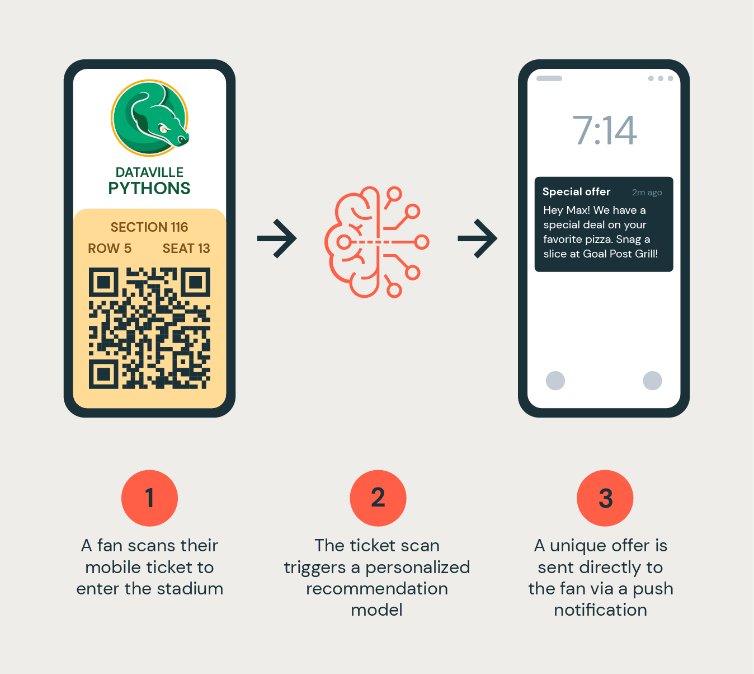 DATAVILLE
PYTHONS
SECTION 116
ROW 5 SEAT 13
7:14
Special offer 2m ago
Hey Max! We have a
special deal on your
favorite pizza. Snag a
slice at Goal Post Grill!
1
A fan scans their
mobile ticket to
enter the stadium
2
The ticket scan
triggers a personalized
recommendation
model
3
A unique offer is
sent directly to
the fan via a push
notification